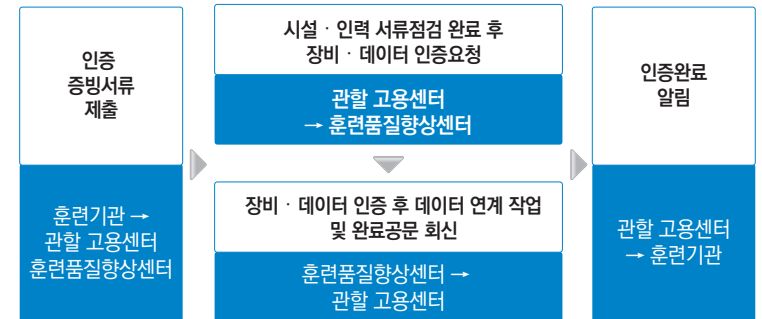 인증
증빙서류
제출
훈련기관 →
관할 고용센터
훈련품질향상센터
시설 · 인력 서류점검 완료 후
장비 · 데이터 인증요청
관할 고용센터
→ 훈련품질향상센터
장비 · 데이터 인증 후 데이터 연계 작업
및 완료공문 회신
훈련품질향상센터 →
관할 고용센터
인증완료
알림
관할 고용센터
→ 훈련기관